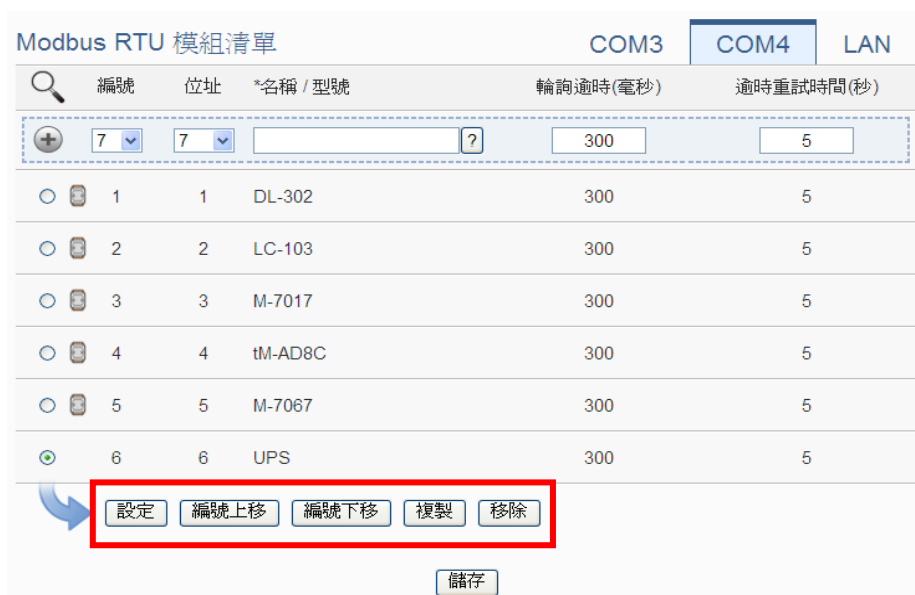 Modbus RTU 模組清單 COM3 COM4 LAN
編號 位址 *名稱 / 型號 輪詢逾時(毫秒) 逾時重試時間(秒)
7 7 ? 300 5
1 1 DL-302 300 5
2 2 LC-103 300 5
3 3 M-7017 300 5
4 4 tM-AD8C 300 5
5 5 M-7067 300 5
6 6 UPS 300 5
設定 編號上移 編號下移 複製 移除
儲存